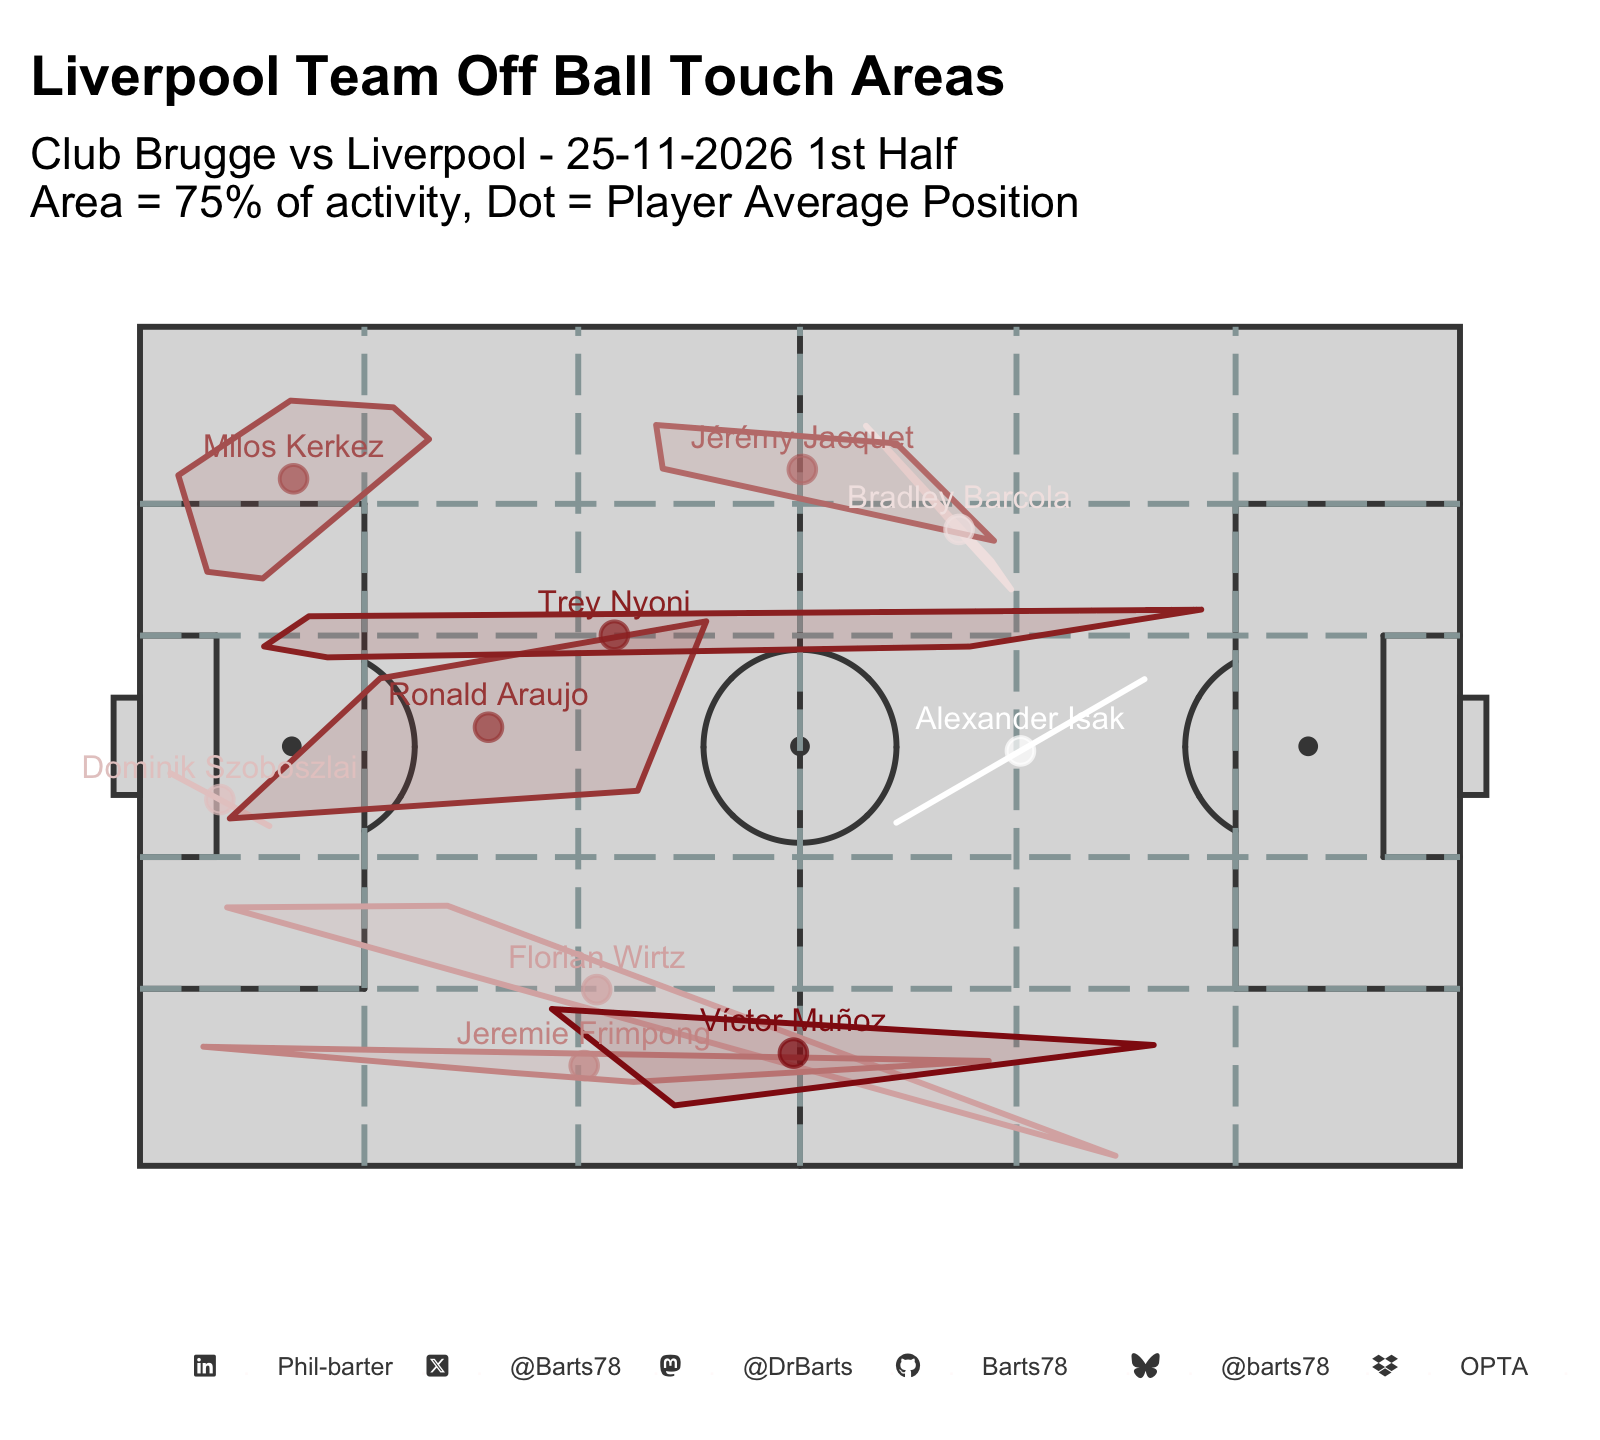 Liverpool Team Off Ball Touch Areas
Club Brugge vs Liverpool - 25-11-2026 1st Half
Area = 75% of activity, Dot = Player Average Position
Milos Kerkez
Jérémy Jacquet
Bradley Barcola
Trey Nyoni
Ronald Araujo
Alexander Isak
Dominik Szoboszlai
Florian Wirtz
Víctor Muñoz
Jeremie Frimpong
Phil-barter @Barts78 @DrBarts Barts78 @barts78 OPTA